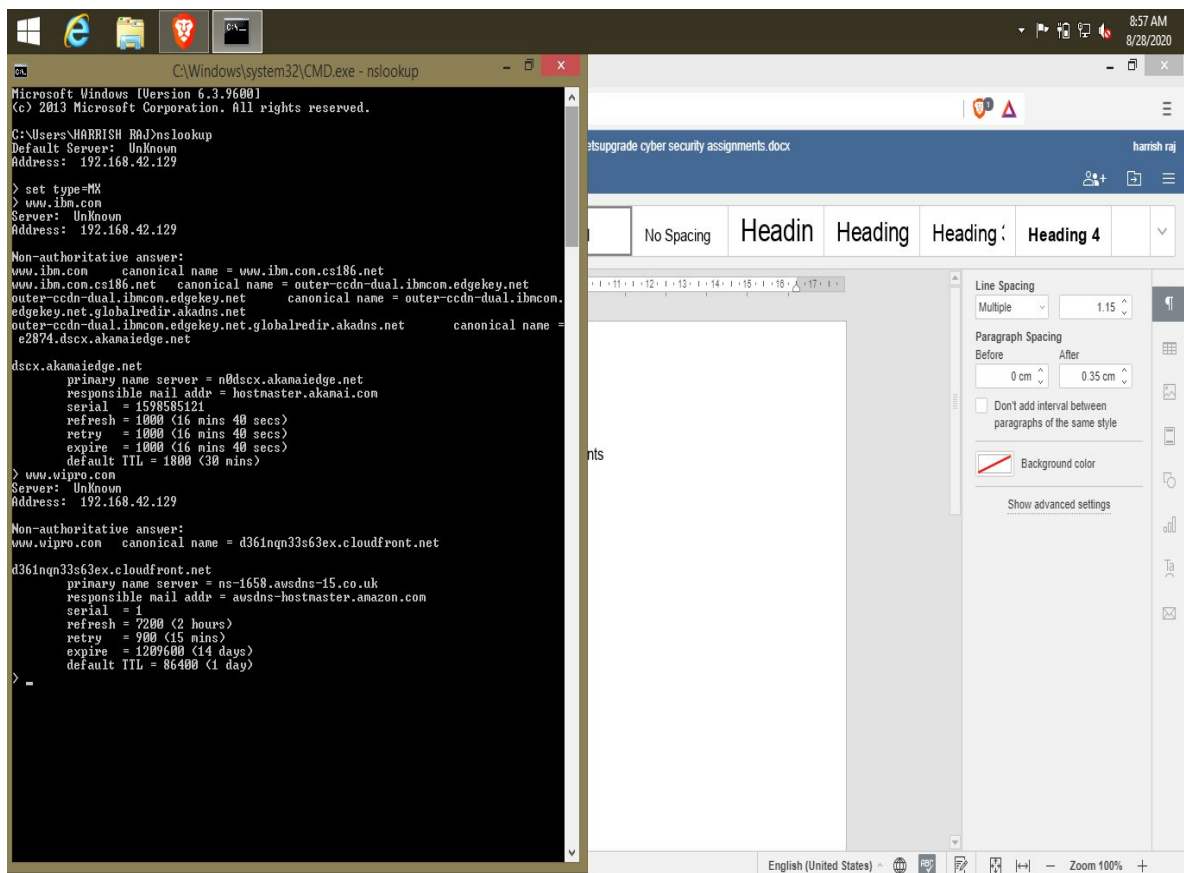 8:57 AM
8/28/2020
C:\Windows\system32\CMD.exe - nslookup
Microsoft Windows [Version 6.3.9600]
(c) 2013 Microsoft Corporation. All rights reserved.
C:\Users\HARRISH RAJ>nslookup
Default Server: UnKnown
Address: 192.168.42.129
> set type=MX
> www.ibm.com
Server: UnKnown
Address: 192.168.42.129
Non-authoritative answer:
www.ibm.com canonical name = www.ibm.com.cs186.net
www.ibm.com.cs186.net canonical name = outer-ccdn-dual.ibmcom.edgekey.net
outer-ccdn-dual.ibmcom.edgekey.net canonical name = outer-ccdn-dual.ibmcom.
edgekey.net.globalredir.akadns.net
outer-ccdn-dual.ibmcom.edgekey.net.globalredir.akadns.net canonical name =
e2874.dscx.akamaiedge.net
dscx.akamaiedge.net
primary name server = n0dscx.akamaiedge.net
responsible mail addr = hostmaster.akamai.com
serial = 1598585121
refresh = 1000 (16 mins 40 secs)
retry = 1000 (16 mins 40 secs)
expire = 1000 (16 mins 40 secs)
default TTL = 1800 (30 mins)
> www.wipro.com
Server: UnKnown
Address: 192.168.42.129
Non-authoritative answer:
www.wipro.com canonical name = d361nqn33s63ex.cloudfront.net
d361nqn33s63ex.cloudfront.net
primary name server = ns-1658.awsdns-15.co.uk
responsible mail addr = awsdns-hostmaster.amazon.com
serial = 1
refresh = 7200 (2 hours)
retry = 900 (15 mins)
expire = 1209600 (14 days)
default TTL = 86400 (1 day)
>
etsupgrade cyber security assignments.docx
harrish raj
No Spacing
Headin
Heading
Heading
Heading 4
11 12 13 14 15 16 17
nts
Line Spacing
Multiple 1.15
Paragraph Spacing
Before After
0 cm 0.35 cm
Don't add interval between
paragraphs of the same style
Background color
Show advanced settings
English (United States)
ABC
Zoom 100%